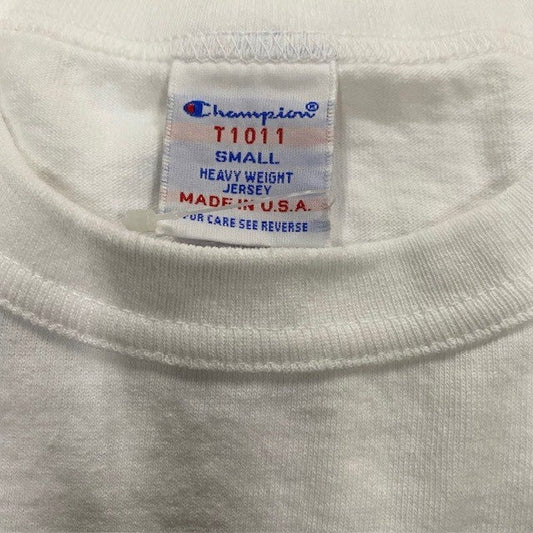 Champion®
T1011
SMALL
HEAVY WEIGHT
JERSEY
MADE IN U.S.A.
FOR CARE SEE REVERSE